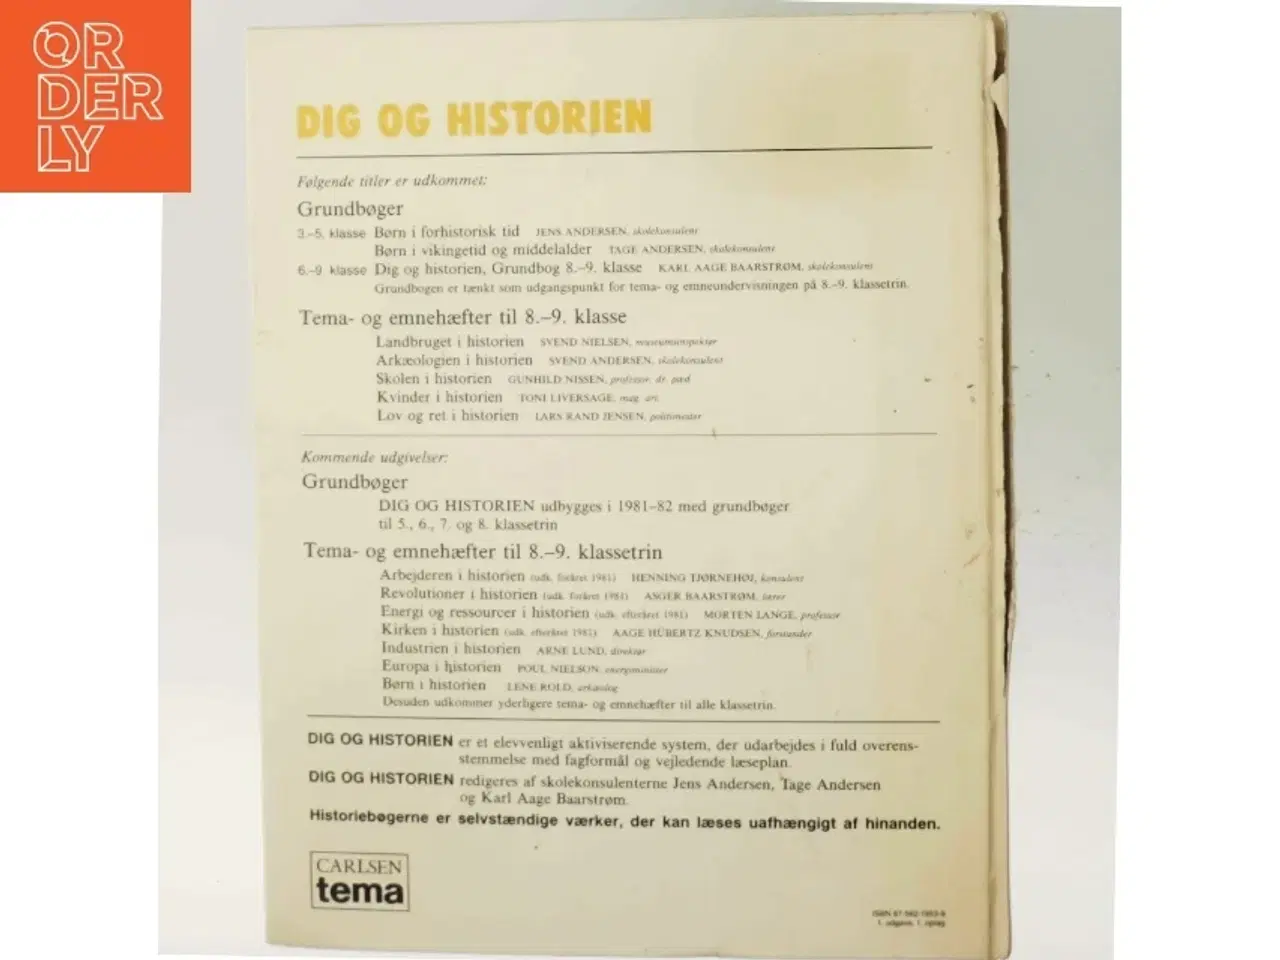 ORDERLY
DIG OG HISTORIEN
Følgende titler er udkommet:
Grundbøger
3.–5. klasse Børn i forhistorisk tid JENS ANDERSEN, skolekonsulent
Børn i vikingetid og middelalder TAGE ANDERSEN, skolekonsulent
6.–9 klasse Dig og historien, Grundbog 8.–9. klasse KARL AAGE BAARSTRØM, skolekonsulent
Grundbogen er tænkt som udgangspunkt for tema- og emneundervisningen på 8.–9. klassetrin.
Tema- og emnehæfter til 8.–9. klasse
Landbruget i historien SVEND NIELSEN, museumsinspektør
Arkæologien i historien SVEND ANDERSEN, skolekonsulent
Skolen i historien GUNHILD NISSEN, professor, dr. pæd
Kvinder i historien TONI LIVERSAGE, mag. art.
Lov og ret i historien LARS RAND JENSEN, politimester
Kommende udgivelser:
Grundbøger
DIG OG HISTORIEN udbygges i 1981–82 med grundbøger
til 5., 6., 7. og 8. klassetrin
Tema- og emnehæfter til 8.–9. klassetrin
Arbejderen i historien (udk. foråret 1981) HENNING TJØRNEHØJ, konsulent
Revolutioner i historien (udk. foråret 1981) ASGER BAARSTRØM, lærer
Energi og ressourcer i historien (udk. efteråret 1981) MORTEN LANGE, professor
Kirken i historien (udk. efteråret 1981) AAGE HÜBERTZ KNUDSEN, forstander
Industrien i historien ARNE LUND, direktør
Europa i historien POUL NIELSON, energiminister
Børn i historien LENE ROLD, arkæolog
Desuden udkommer yderligere tema- og emnehæfter til alle klassetrin.
DIG OG HISTORIEN er et elevvenligt aktiviserende system, der udarbejdes i fuld overens-
stemmelse med fagformål og vejledende læseplan.
DIG OG HISTORIEN redigeres af skolekonsulenterne Jens Andersen, Tage Andersen
og Karl Aage Baarstrøm.
Historiebøgerne er selvstændige værker, der kan læses uafhængigt af hinanden.
CARLSEN
tema
ISBN 87
1. udgave, 1. oplag